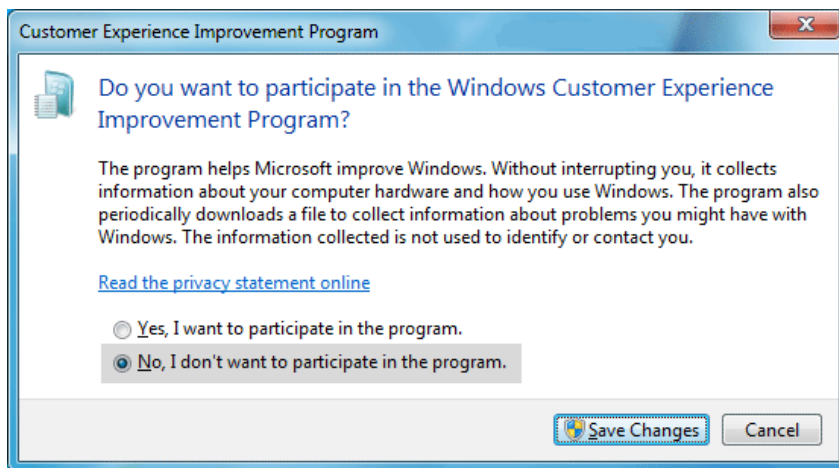 Customer Experience Improvement Program
Do you want to participate in the Windows Customer Experience
Improvement Program?
The program helps Microsoft improve Windows. Without interrupting you, it collects
information about your computer hardware and how you use Windows. The program also
periodically downloads a file to collect information about problems you might have with
Windows. The information collected is not used to identify or contact you.
Read the privacy statement online
Yes, I want to participate in the program.
No, I don't want to participate in the program.
Save Changes Cancel